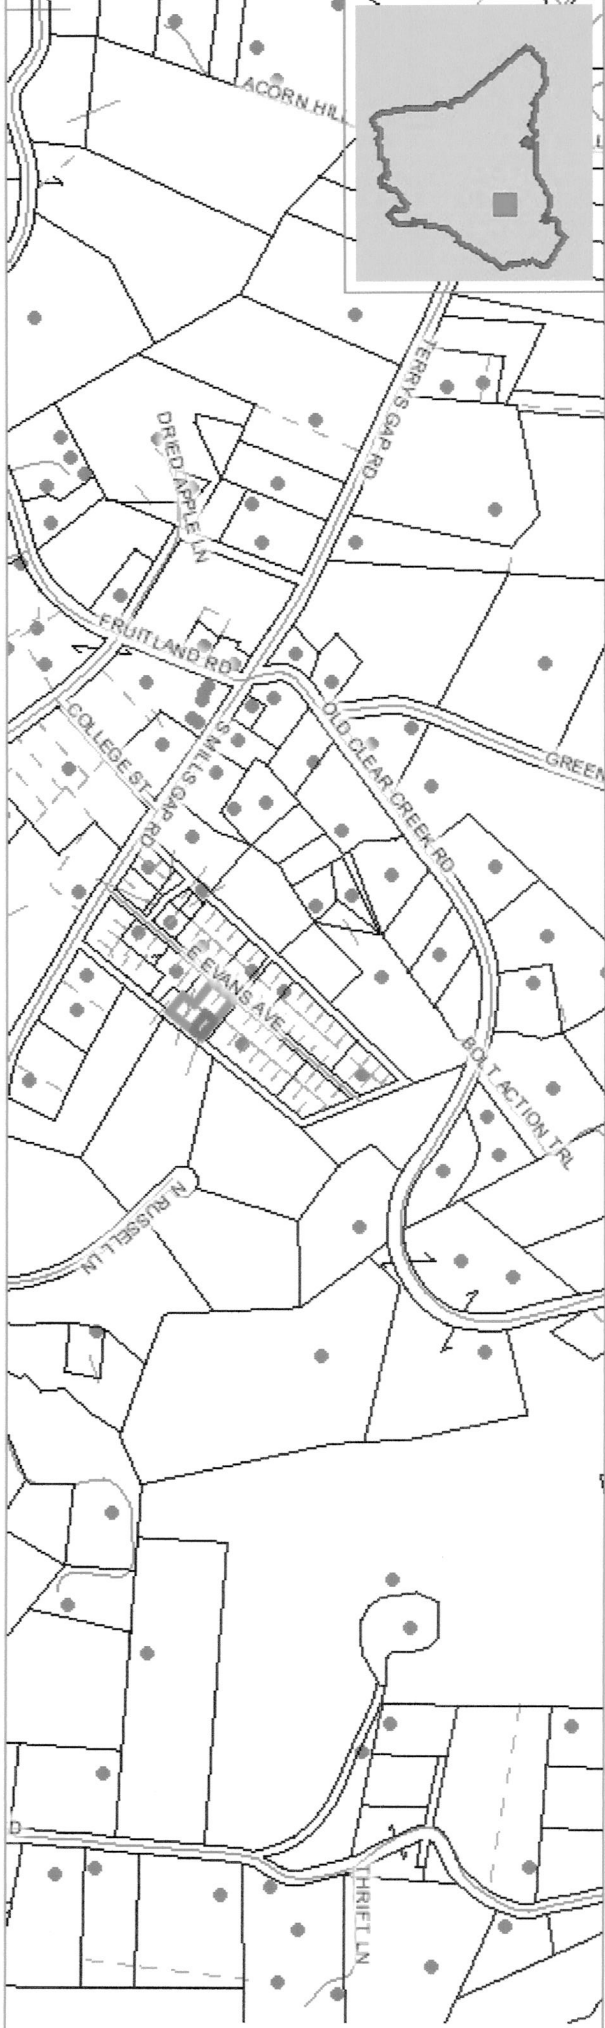 ACORN HILL
TERRYS GAP RD
DRIED APPLE LN
FRUITLAND RD
COLLEGE ST
S MILLS GAP RD
OLD CLEAR CREEK RD
GREEN
E EVANS AVE
BOLT ACTION TRL
N RUSSELL LN
D
THRIFT LN